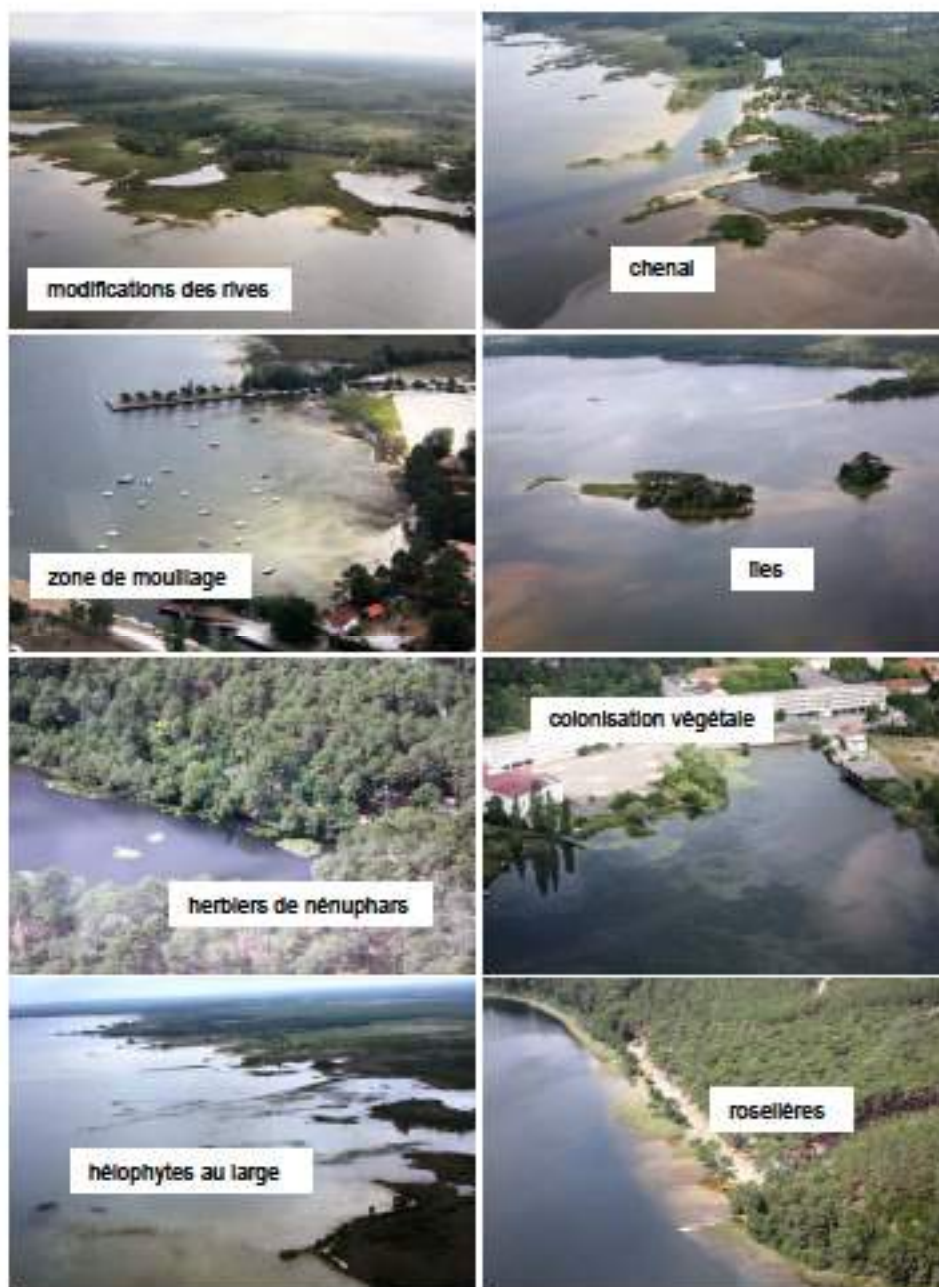 modifications des rives
chenal
zone de mouillage
îles
herbiers de nénuphars
colonisation végétale
hélophytes au large
roselières